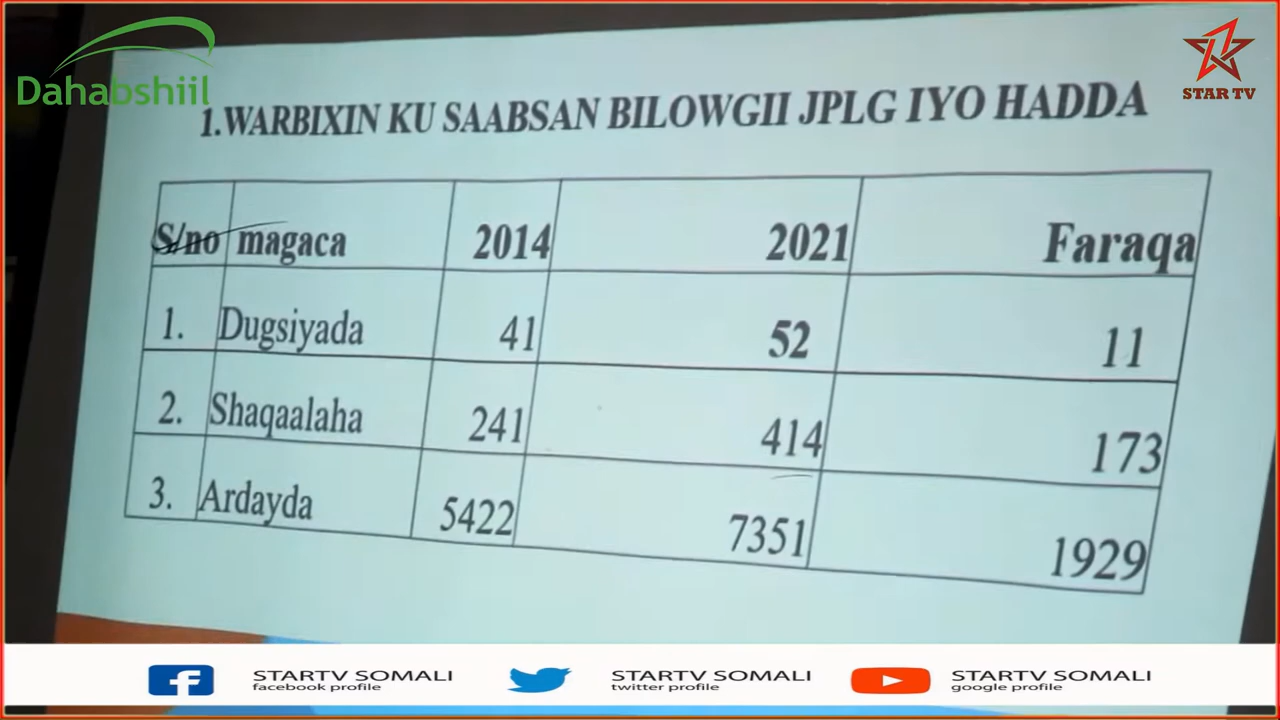 Dahabshiil
STAR TV
1.WARBIXIN KU SAABSAN BILOWGII JPLG IYO HADDA
S/no magaca 2014 2021 Faraqa
1. Dugsiyada 41 52 11
2. Shaqaalaha 241 414 173
3. Ardayda 5422 7351 1929
STARTV SOMALI
facebook profile
STARTV SOMALI
twitter profile
STARTV SOMALI
google profile